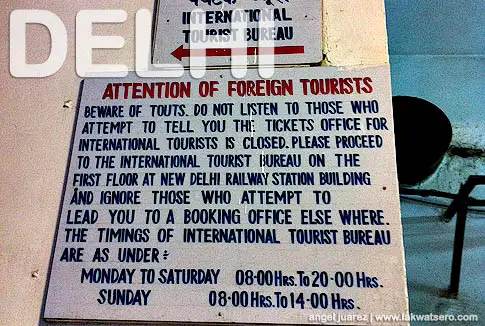 DELHI
पर्यटक ब्यूरो
INTERNATIONAL
TOURIST BUREAU
ATTENTION OF FOREIGN TOURISTS
BEWARE OF TOUTS. DO NOT LISTEN TO THOSE WHO
ATTEMPT TO TELL YOU THE TICKETS OFFICE FOR
INTERNATIONAL TOURISTS IS CLOSED. PLEASE PROCEED
TO THE INTERNATIONAL TOURIST BUREAU ON THE
FIRST FLOOR AT NEW DELHI RAILWAY STATION BUILDING
AND IGNORE THOSE WHO ATTEMPT TO
LEAD YOU TO A BOOKING OFFICE ELSE WHERE.
THE TIMINGS OF INTERNATIONAL TOURIST BUREAU
ARE AS UNDER:
MONDAY TO SATURDAY 08-00 HRS. TO 20-00 HRS.
SUNDAY 08-00 HRS. TO 14-00 HRS.
angel juarez | www.lakwatsero.com